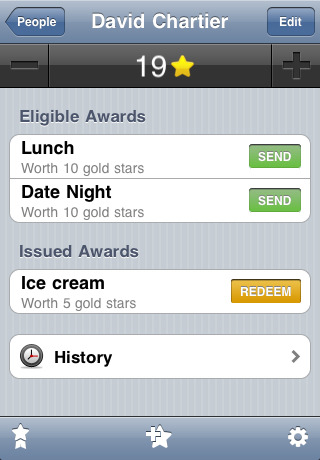 People
David Chartier
Edit
19
Eligible Awards
Lunch
Worth 10 gold stars
SEND
Date Night
Worth 10 gold stars
SEND
Issued Awards
Ice cream
Worth 5 gold stars
REDEEM
History